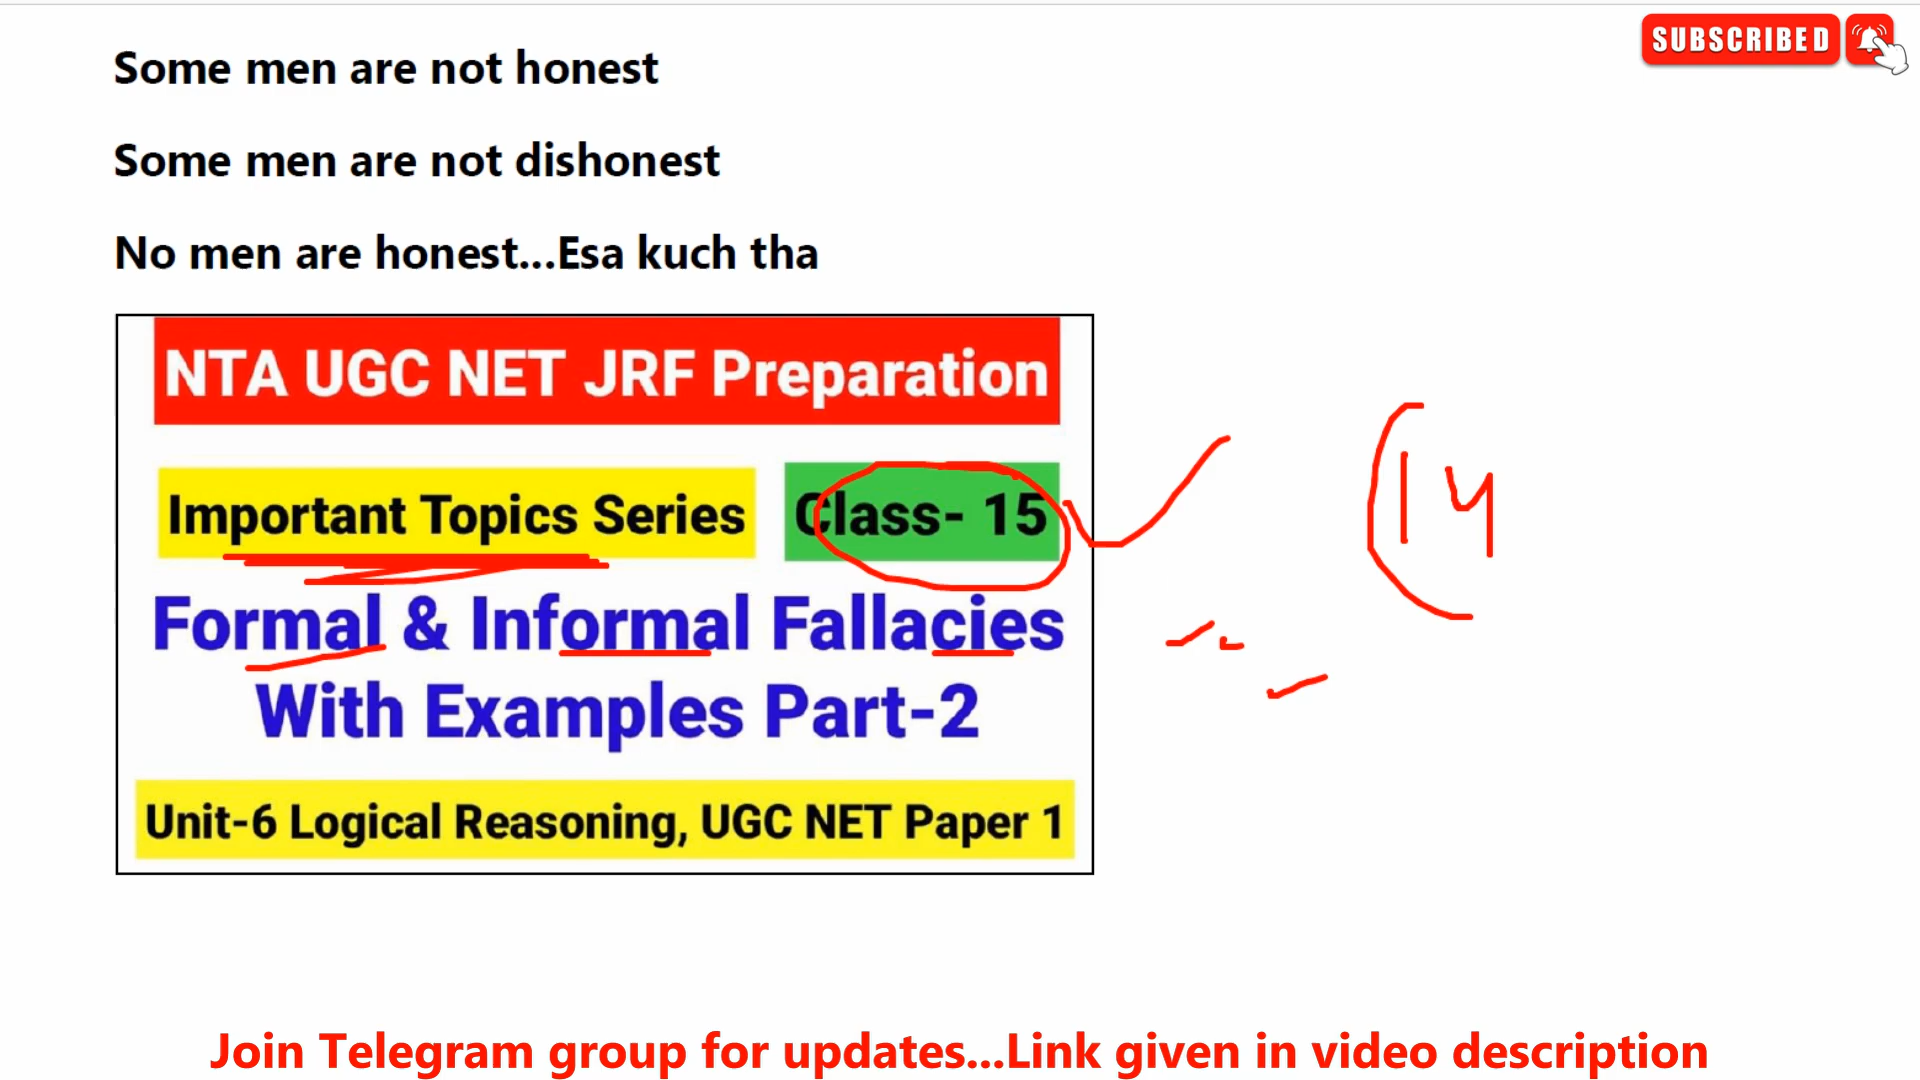 SUBSCRIBED
Some men are not honest
Some men are not dishonest
No men are honest...Esa kuch tha
NTA UGC NET JRF Preparation
Important Topics Series Class- 15
14
Formal & Informal Fallacies
With Examples Part-2
Unit-6 Logical Reasoning, UGC NET Paper 1
Join Telegram group for updates...Link given in video description